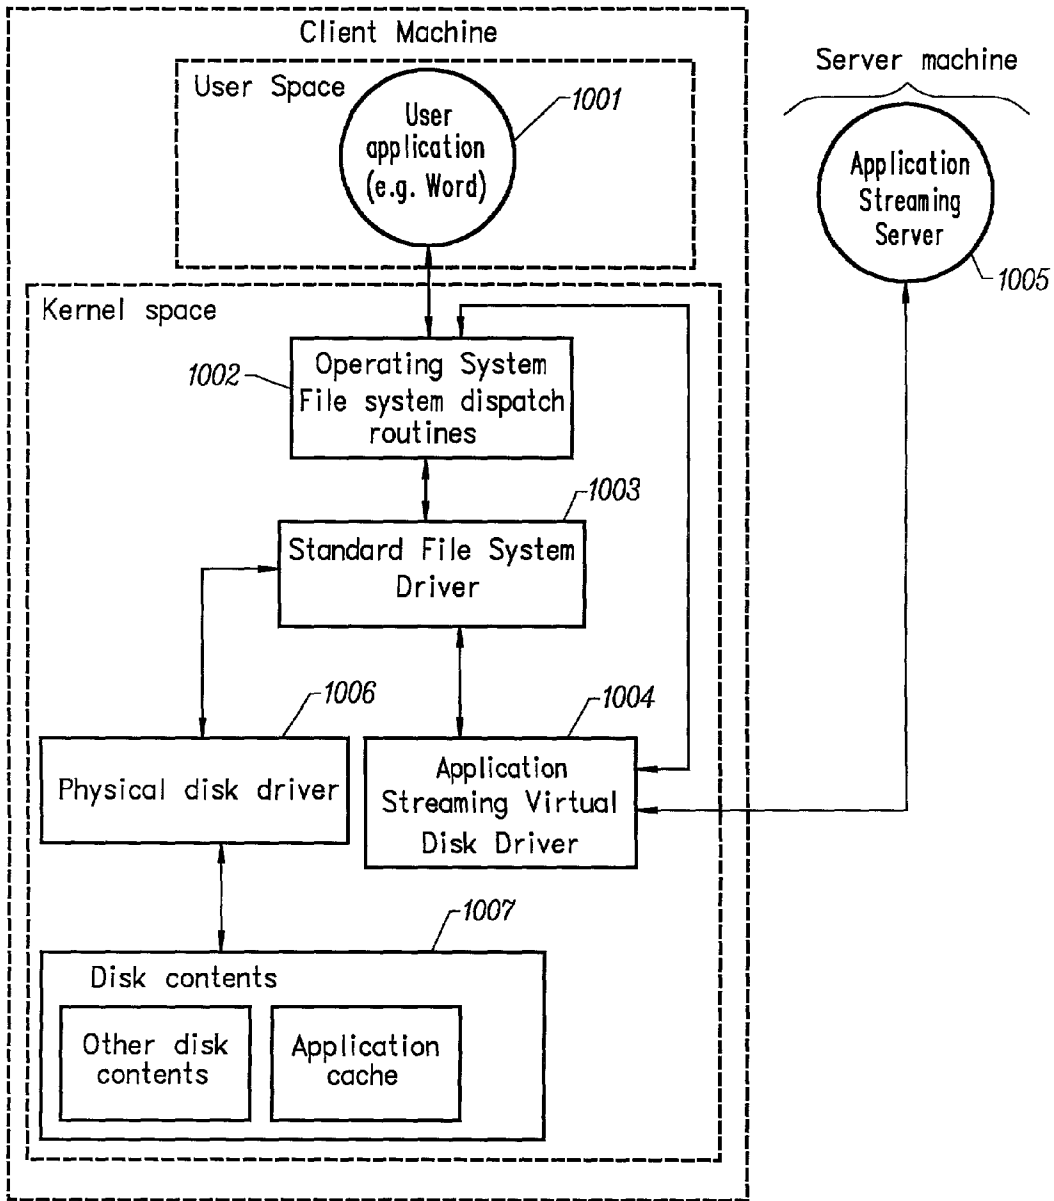 Client Machine
Server machine
User Space
1001
User
application
(e.g. Word)
Application
Streaming
Server
1005
Kernel space
1002
Operating System
File system dispatch
routines
1003
Standard File System
Driver
1006
1004
Physical disk driver
Application
Streaming Virtual
Disk Driver
1007
Disk contents
Other disk
contents
Application
cache